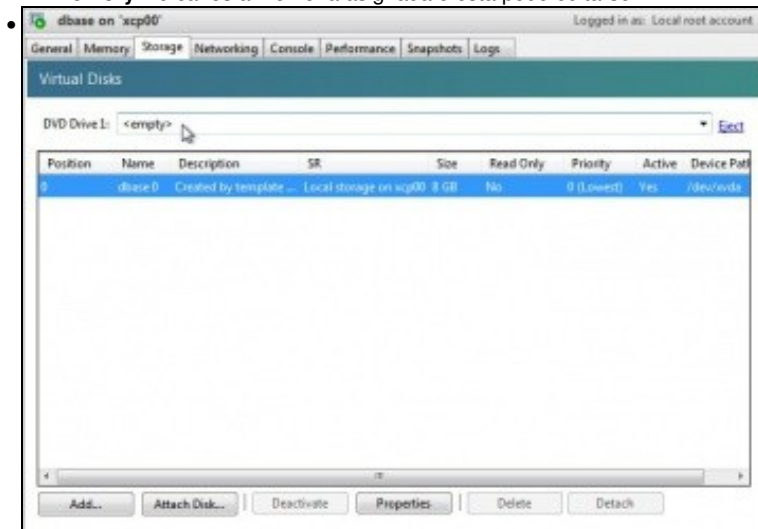 dbase on 'xcp00' Logged in as: Local root account
General Memory Storage Networking Console Performance Snapshots Logs
Virtual Disks
DVD Drive 1: <empty> Eject
Position Name Description SR Size Read Only Priority Active Device Path
0 dbase 0 Created by template ... Local storage on xcp00 8 GB No 0 (Lowest) Yes /dev/xvda
Add... Attach Disk... Deactivate Properties Delete Detach